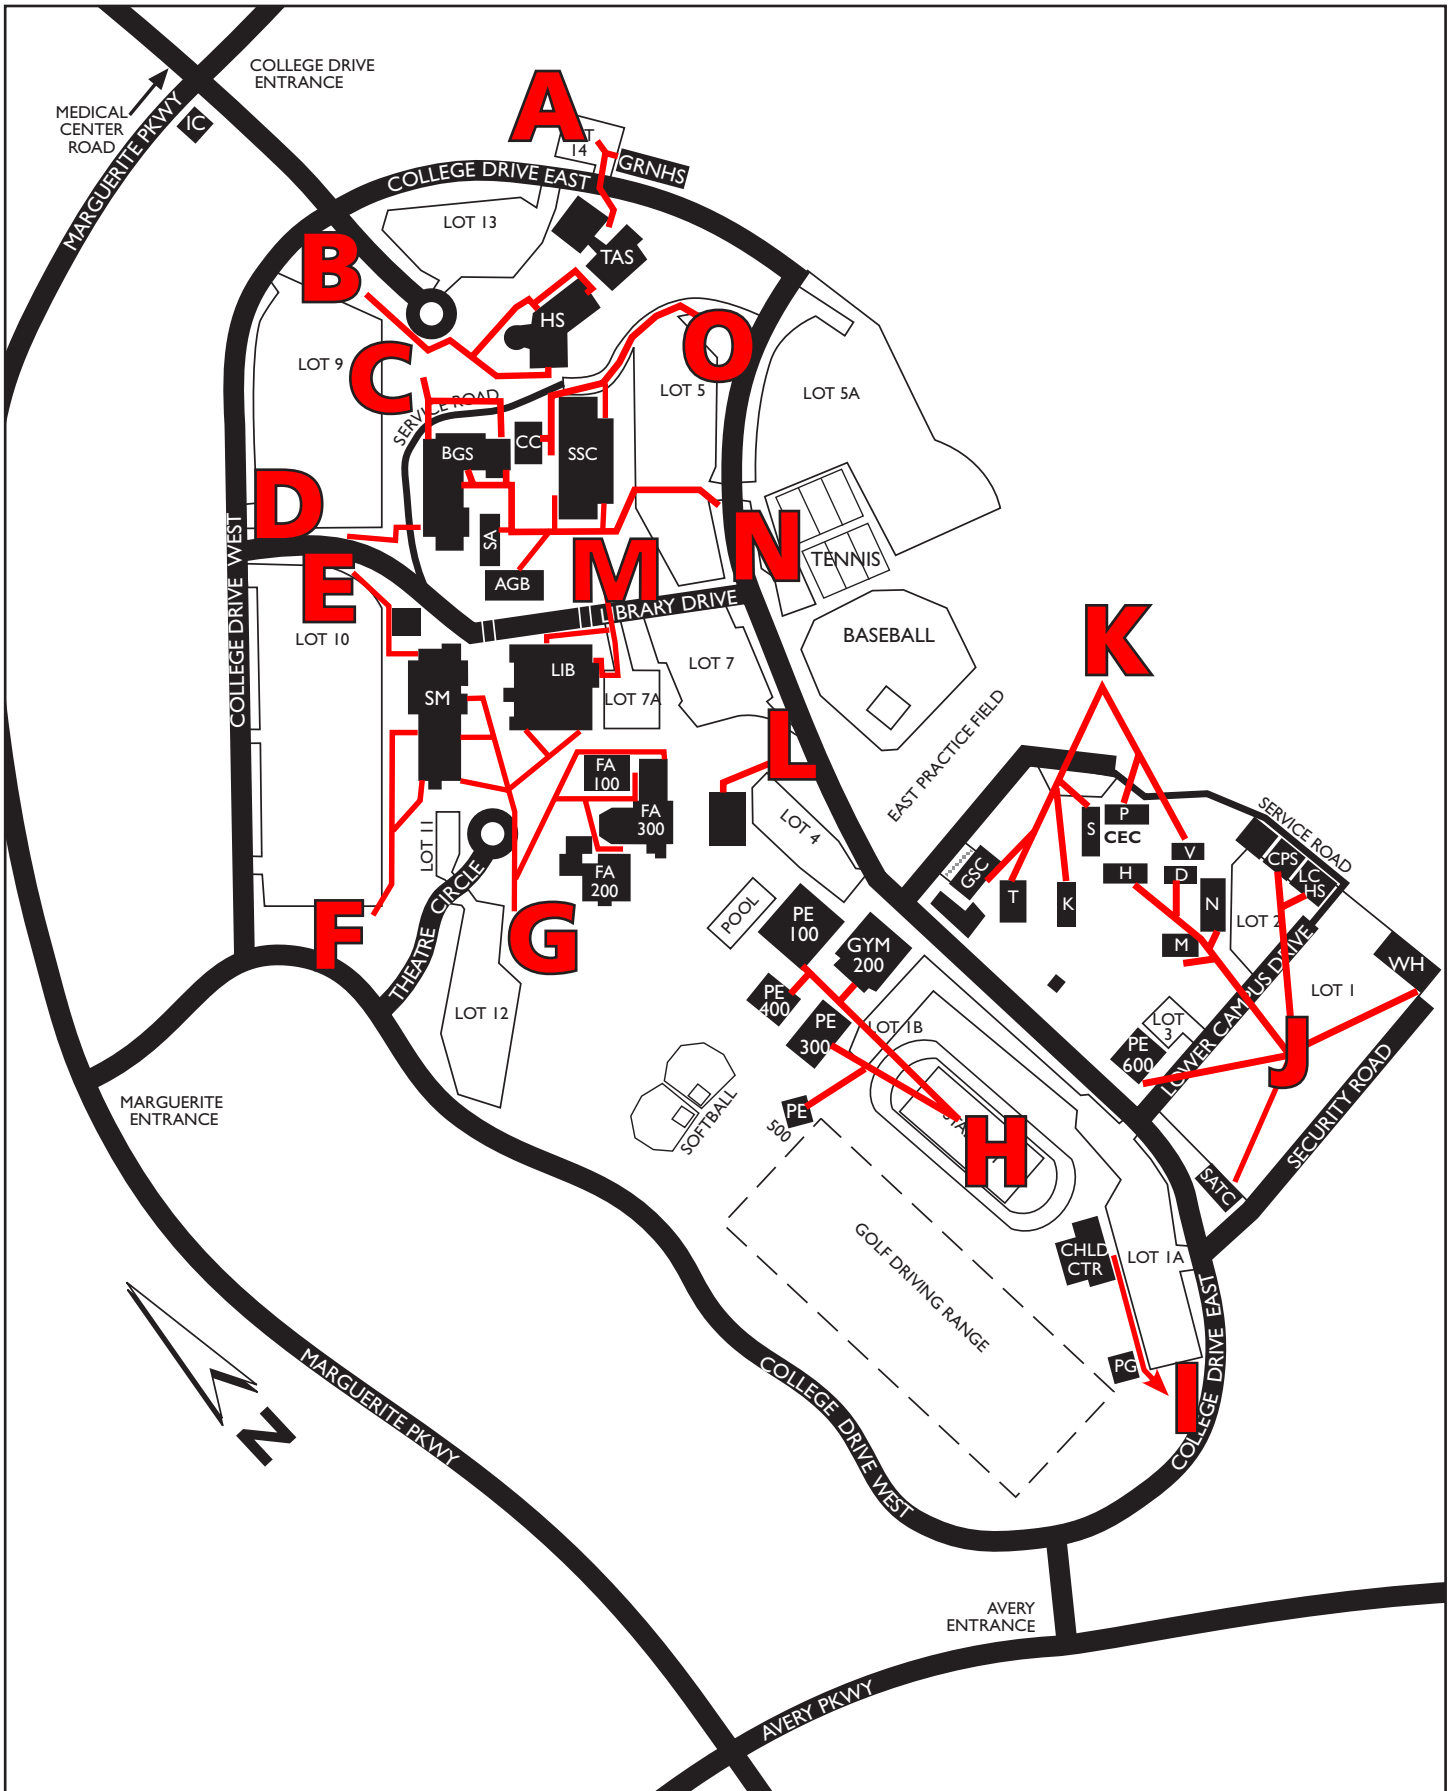 COLLEGE DRIVE
ENTRANCE
MEDICAL
CENTER
ROAD
IC
MARGUERITE PKWY
A
14
GRNHS
COLLEGE DRIVE EAST
LOT 13
TAS
B
HS
LOT 9
C
O
LOT 5
LOT 5A
SERVICE ROAD
BGS
CC
SSC
D
SA
N
TENNIS
AGB
M
COLLEGE DRIVE WEST
E
LIBRARY DRIVE
LOT 10
BASEBALL
K
LIB
LOT 7
SM
LOT 7A
L
EAST PRACTICE FIELD
FA
100
FA
300
FA
200
LOT 4
LOT 11
S
P
CEC
SERVICE ROAD
V
H
D
CPS
LC
HS
GSC
T
K
N
LOT 2
M
POOL
PE
100
GYM
200
THEATRE CIRCLE
F
G
WH
LOT 1
LOT 12
PE
400
PE
300
LOT 1B
LOT
3
PE
600
LOWER CAMPUS DRIVE
J
MARGUERITE
ENTRANCE
SOFTBALL
PE
500
H
SECURITY ROAD
SATC
GOLF DRIVING RANGE
CHLD
CTR
LOT 1A
PG
I
COLLEGE DRIVE EAST
N
MARGUERITE PKWY
COLLEGE DRIVE WEST
AVERY
ENTRANCE
AVERY PKWY